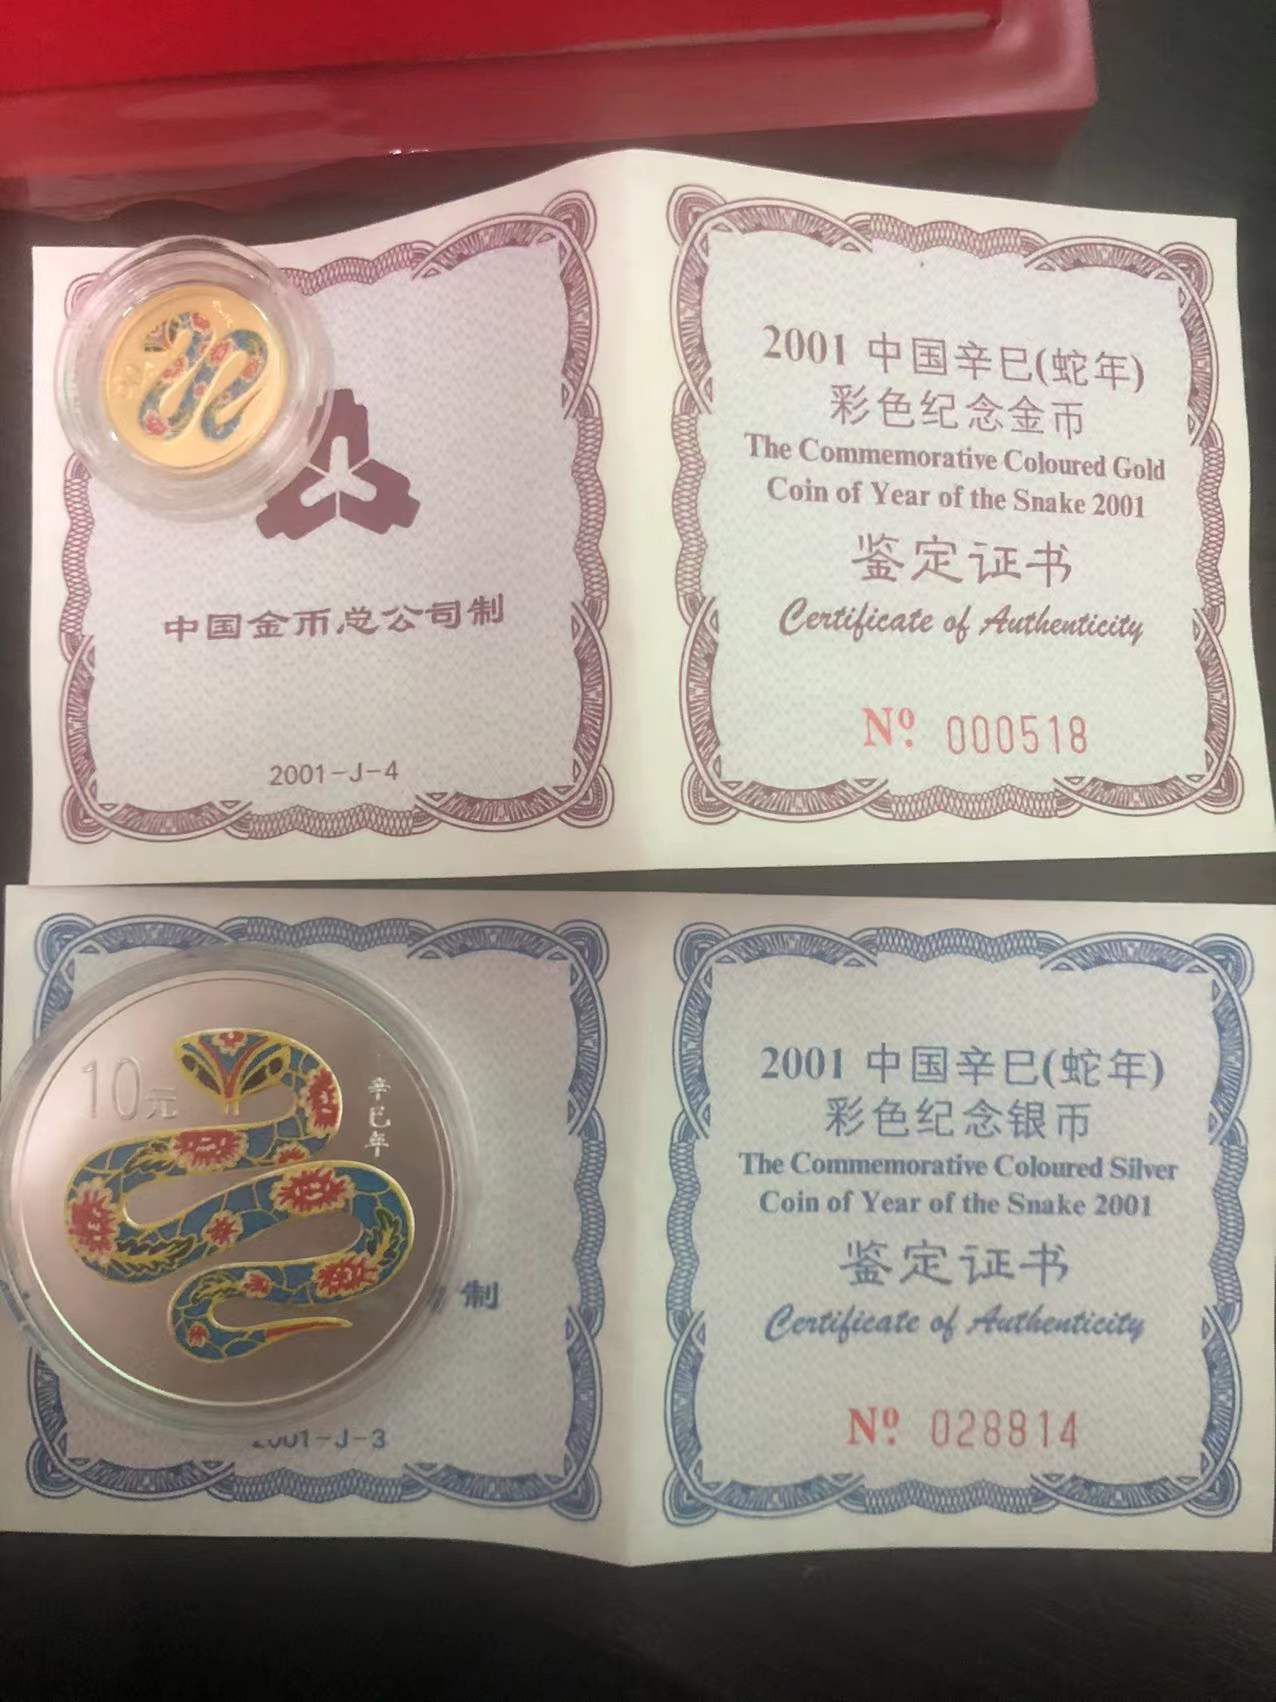 中国金币总公司制
2001-J-4
2001 中国辛巳(蛇年)
彩色纪念金币
The Commemorative Coloured Gold
Coin of Year of the Snake 2001
鉴定证书
Certificate of Authenticity
Nº 000518
10元
辛巳年
制
2001-J-3
2001 中国辛巳(蛇年)
彩色纪念银币
The Commemorative Coloured Silver
Coin of Year of the Snake 2001
鉴定证书
Certificate of Authenticity
Nº 028814